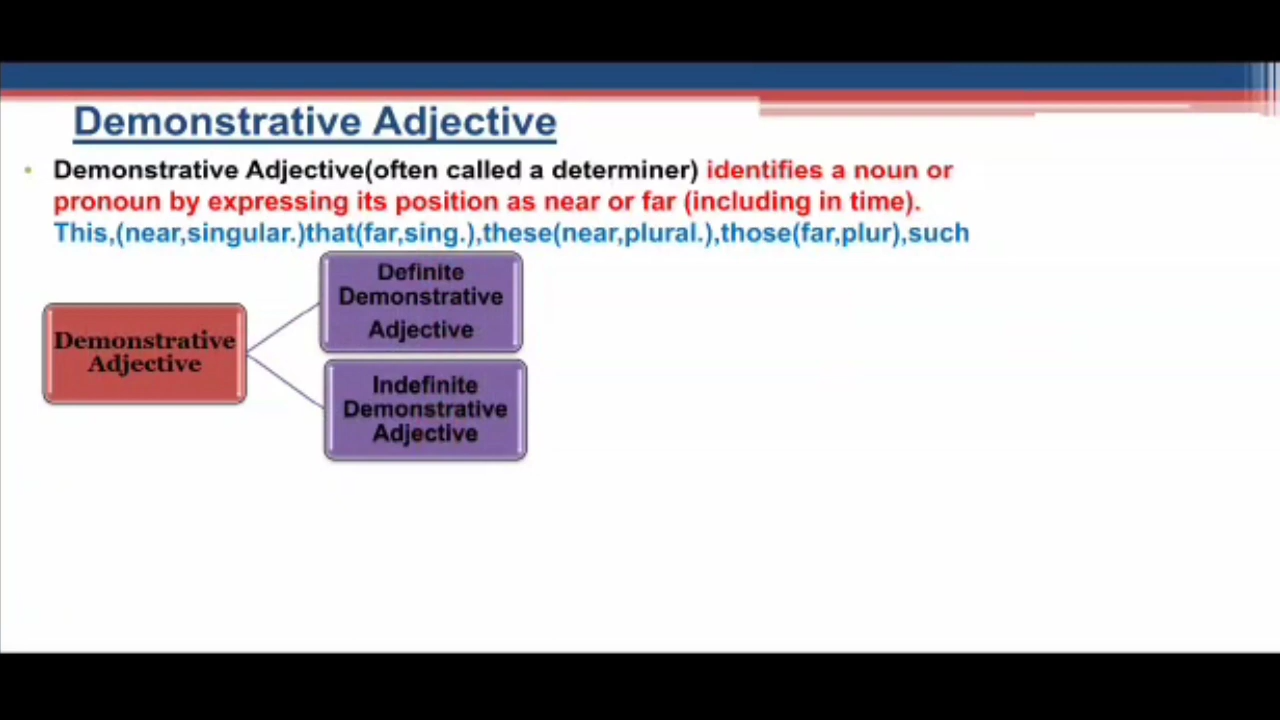 Demonstrative Adjective
Demonstrative Adjective(often called a determiner) identifies a noun or
pronoun by expressing its position as near or far (including in time).
This,(near,singular.)that(far,sing.),these(near,plural.),those(far,plur),such
Demonstrative
Adjective
Definite
Demonstrative
Adjective
Indefinite
Demonstrative
Adjective